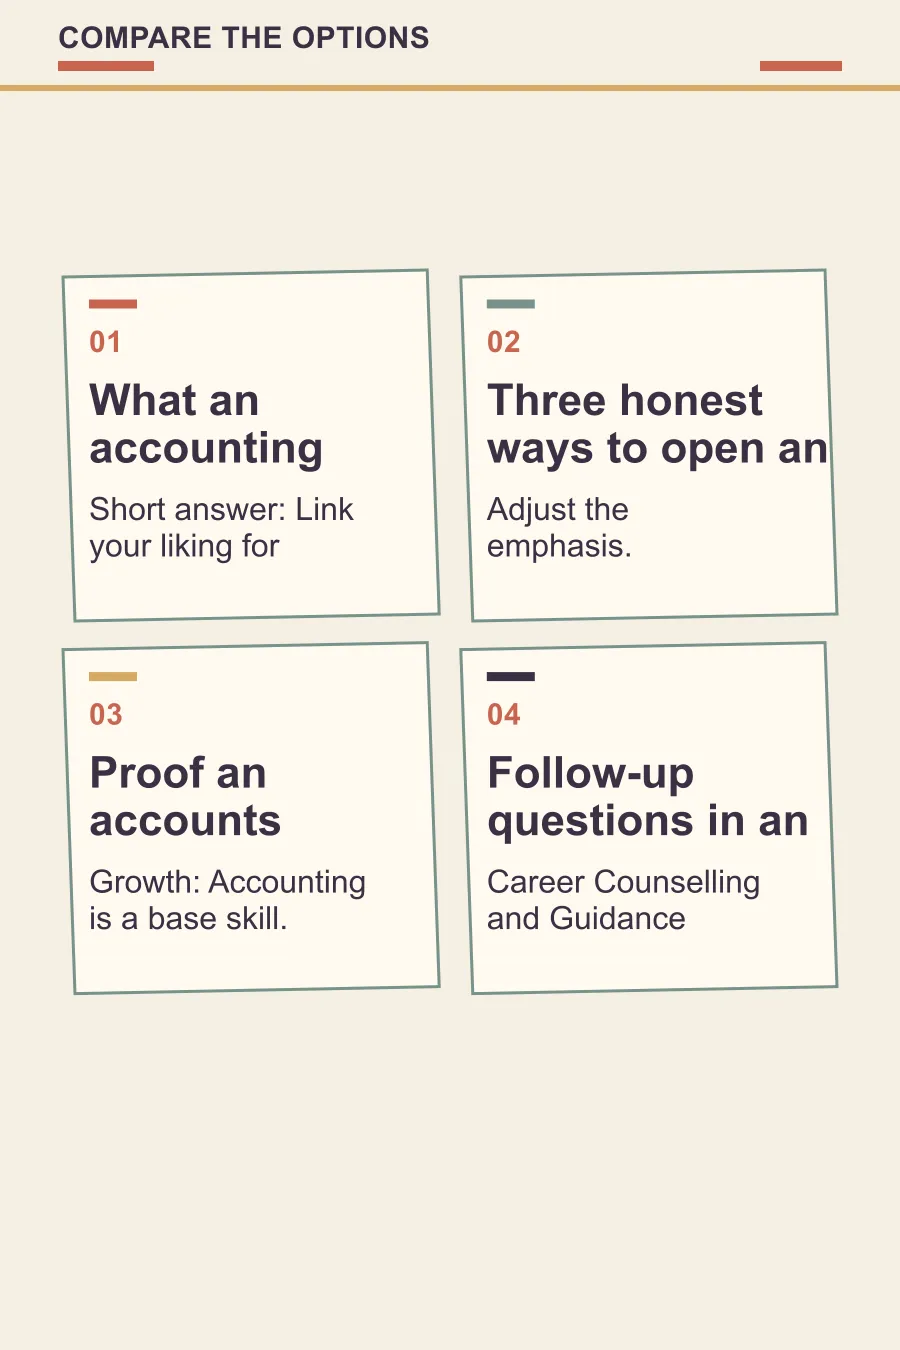 COMPARE THE OPTIONS
01
What an
accounting
Short answer: Link
your liking for
02
Three honest
ways to open an
Adjust the
emphasis.
03
Proof an
accounts
Growth: Accounting
is a base skill.
04
Follow-up
questions in an
Career Counselling
and Guidance